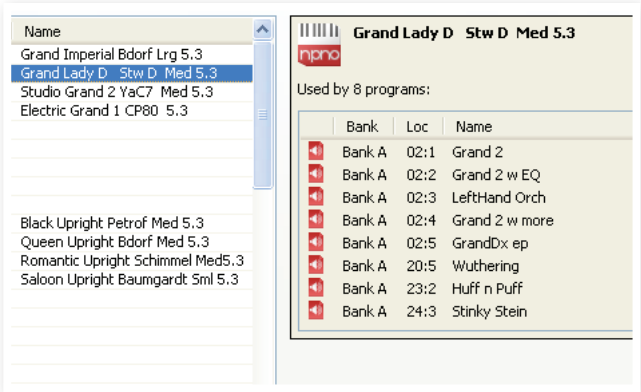 Name
Grand Imperial Bdorf Lrg 5.3
Grand Lady D Stw D Med 5.3
Studio Grand 2 YaC7 Med 5.3
Electric Grand 1 CP80 5.3
Black Upright Petrof Med 5.3
Queen Upright Bdorf Med 5.3
Romantic Upright Schimmel Med5.3
Saloon Upright Baumgardt Sml 5.3
npno
Grand Lady D Stw D Med 5.3
Used by 8 programs:
Bank Loc Name
Bank A 02:1 Grand 2
Bank A 02:2 Grand 2 w EQ
Bank A 02:3 LeftHand Orch
Bank A 02:4 Grand 2 w more
Bank A 02:5 GrandDx ep
Bank A 20:5 Wuthering
Bank A 23:2 Huff n Puff
Bank A 24:3 Stinky Stein